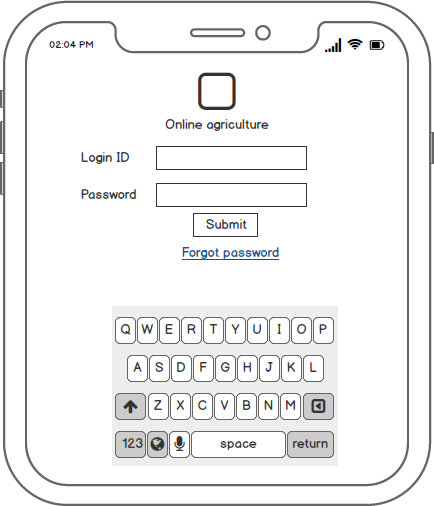 02:04 PM
Online agriculture
Login ID
Password
Submit
Forgot password
Q W E R T Y U I O P
A S D F G H J K L
Z X C V B N M
123 space return